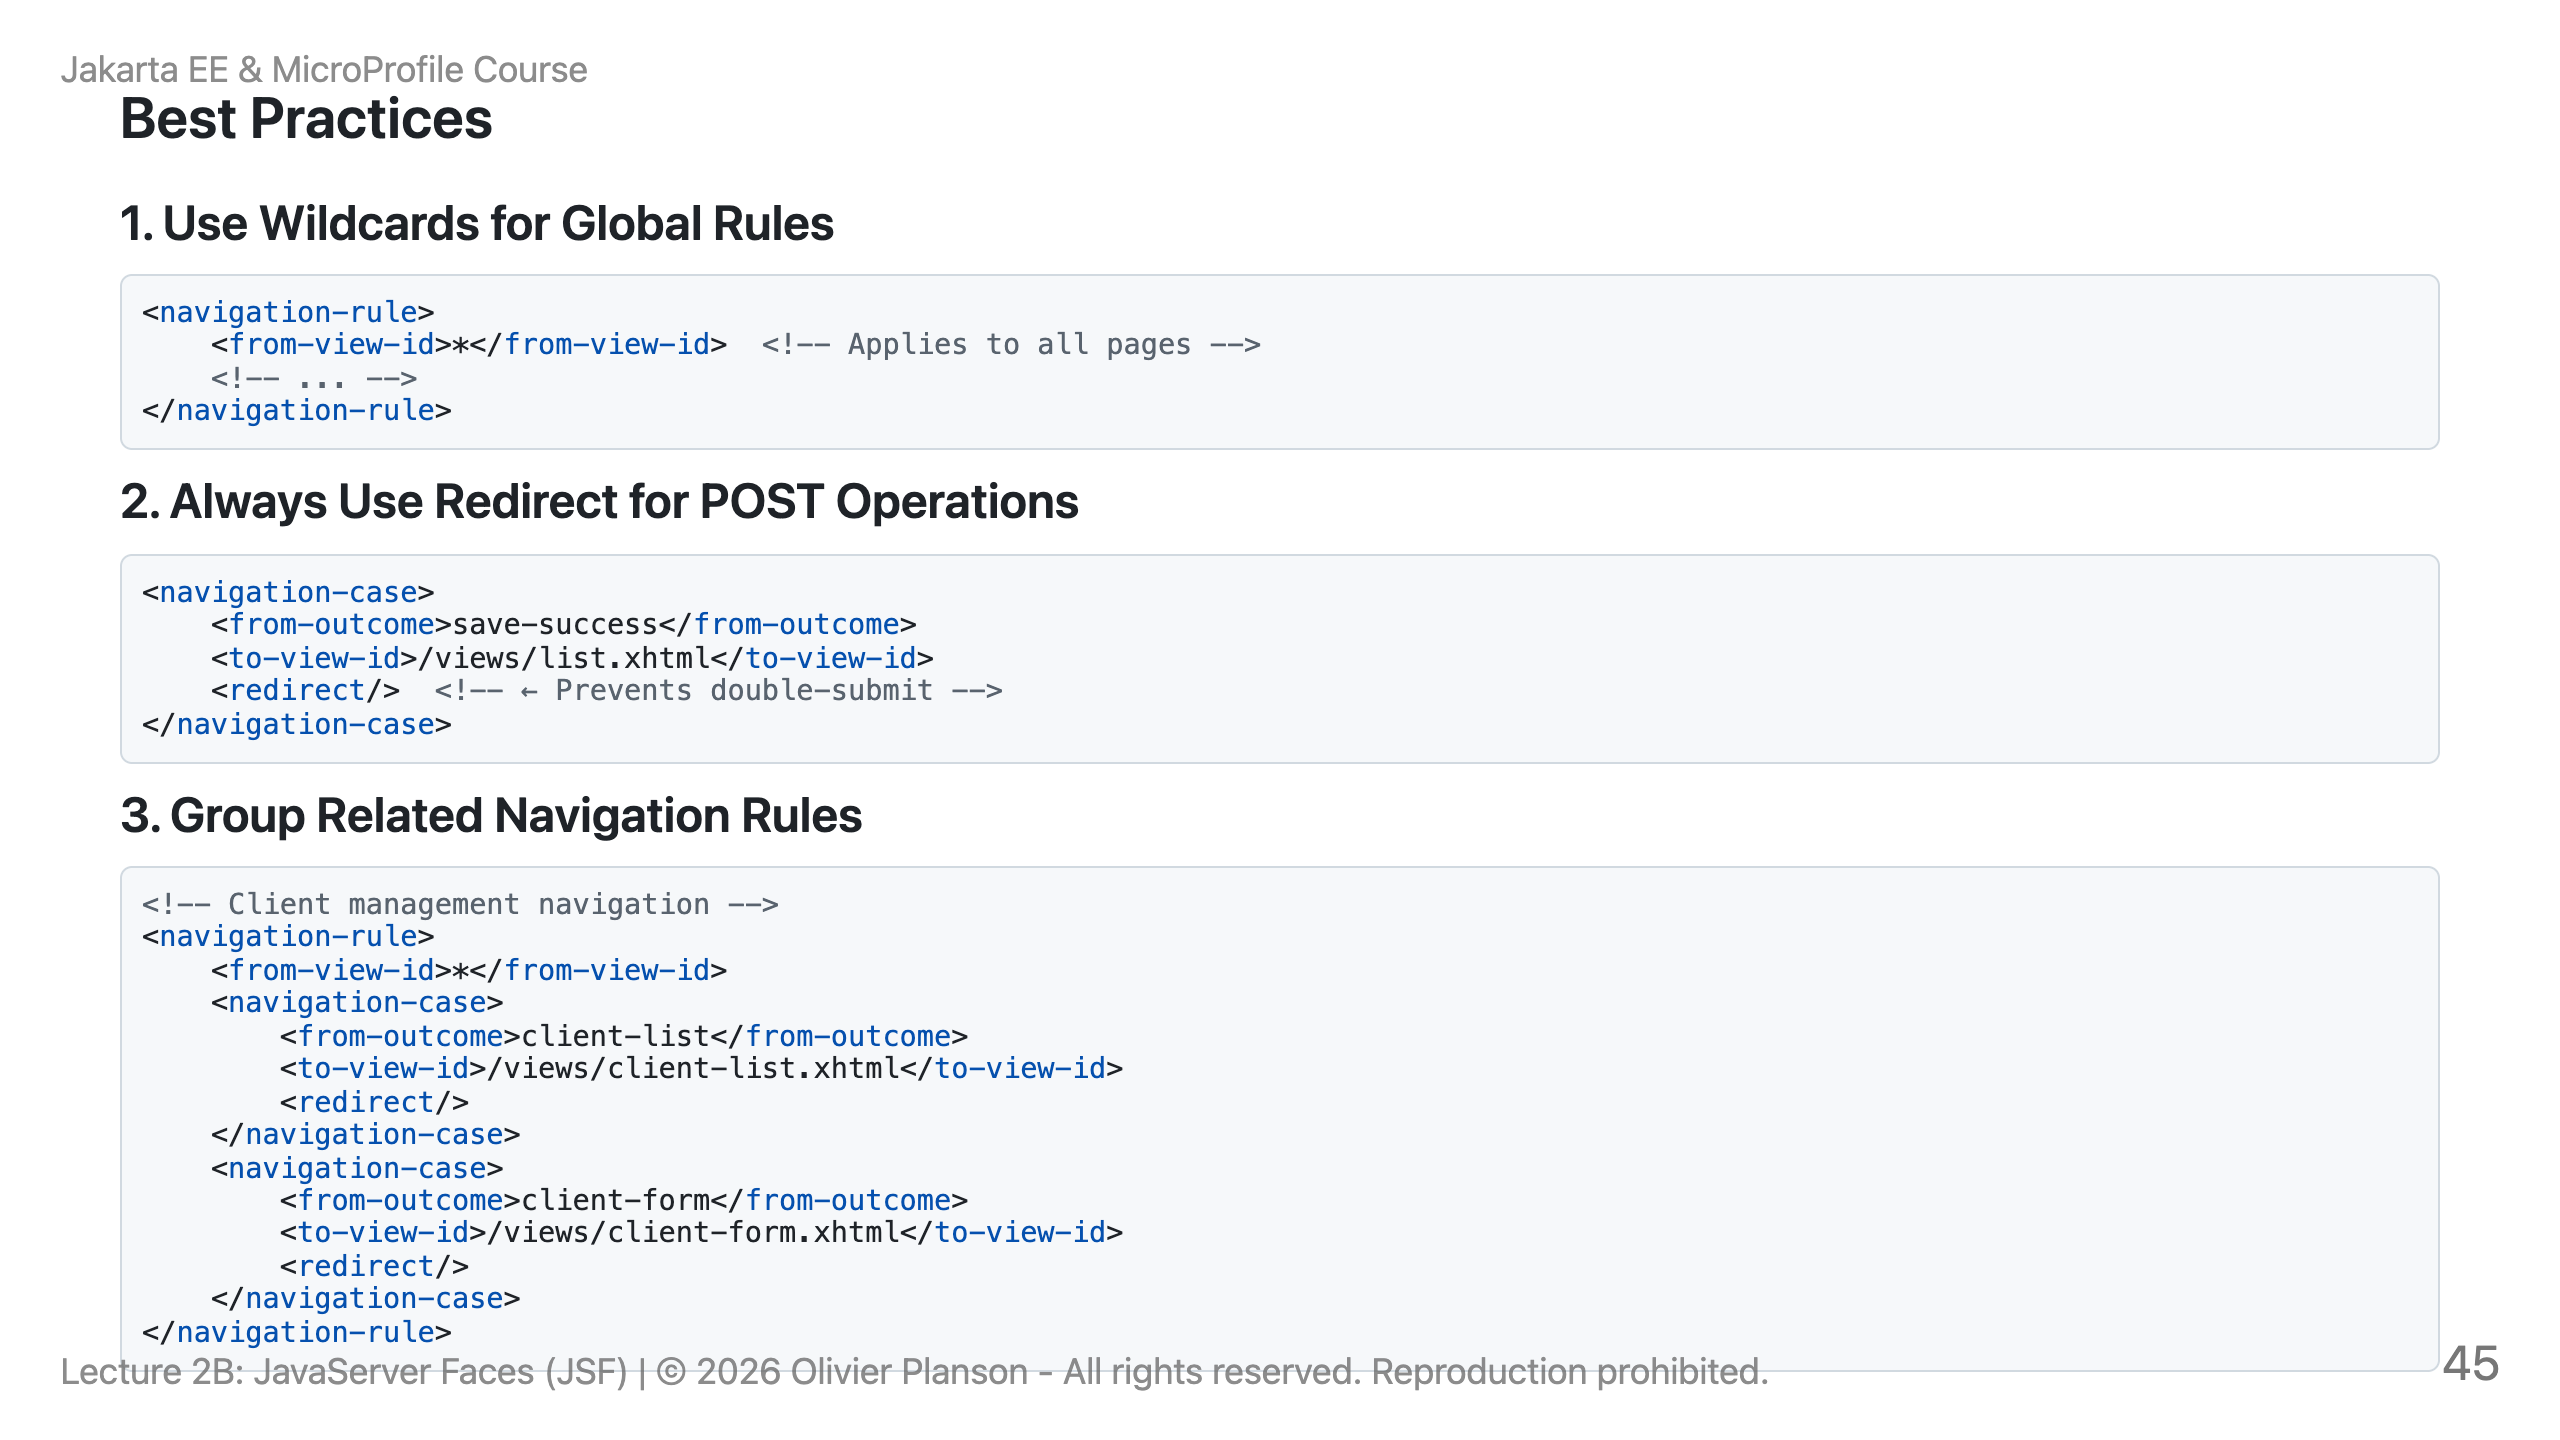 Jakarta EE & MicroProfile Course
Best Practices
1. Use Wildcards for Global Rules
<navigation-rule>
    <from-view-id>*</from-view-id>  <!-- Applies to all pages -->
    <!-- ... -->
</navigation-rule>
2. Always Use Redirect for POST Operations
<navigation-case>
    <from-outcome>save-success</from-outcome>
    <to-view-id>/views/list.xhtml</to-view-id>
    <redirect/>  <!-- ← Prevents double-submit -->
</navigation-case>
3. Group Related Navigation Rules
<!-- Client management navigation -->
<navigation-rule>
    <from-view-id>*</from-view-id>
    <navigation-case>
        <from-outcome>client-list</from-outcome>
        <to-view-id>/views/client-list.xhtml</to-view-id>
        <redirect/>
    </navigation-case>
    <navigation-case>
        <from-outcome>client-form</from-outcome>
        <to-view-id>/views/client-form.xhtml</to-view-id>
        <redirect/>
    </navigation-case>
</navigation-rule>
Lecture 2B: JavaServer Faces (JSF) | © 2026 Olivier Planson - All rights reserved. Reproduction prohibited.
45